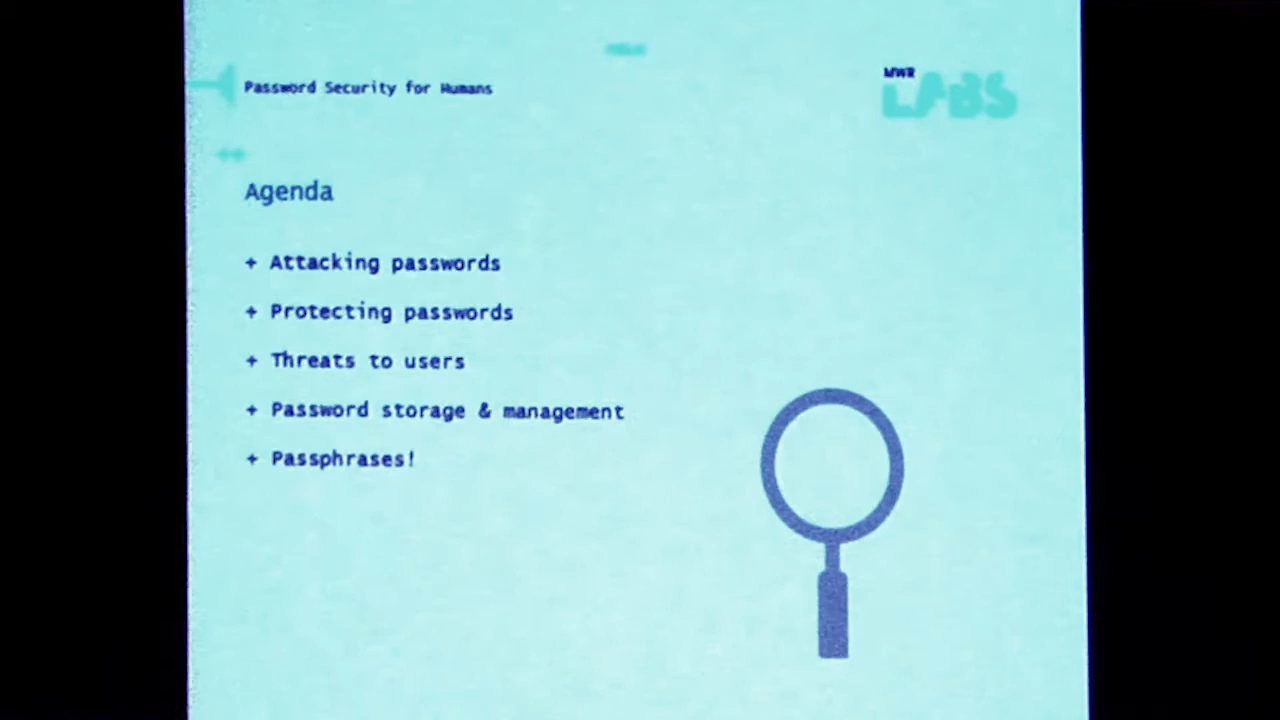 Password Security for Humans
MWR
LABS
Agenda
+ Attacking passwords
+ Protecting passwords
+ Threats to users
+ Password storage & management
+ Passphrases!